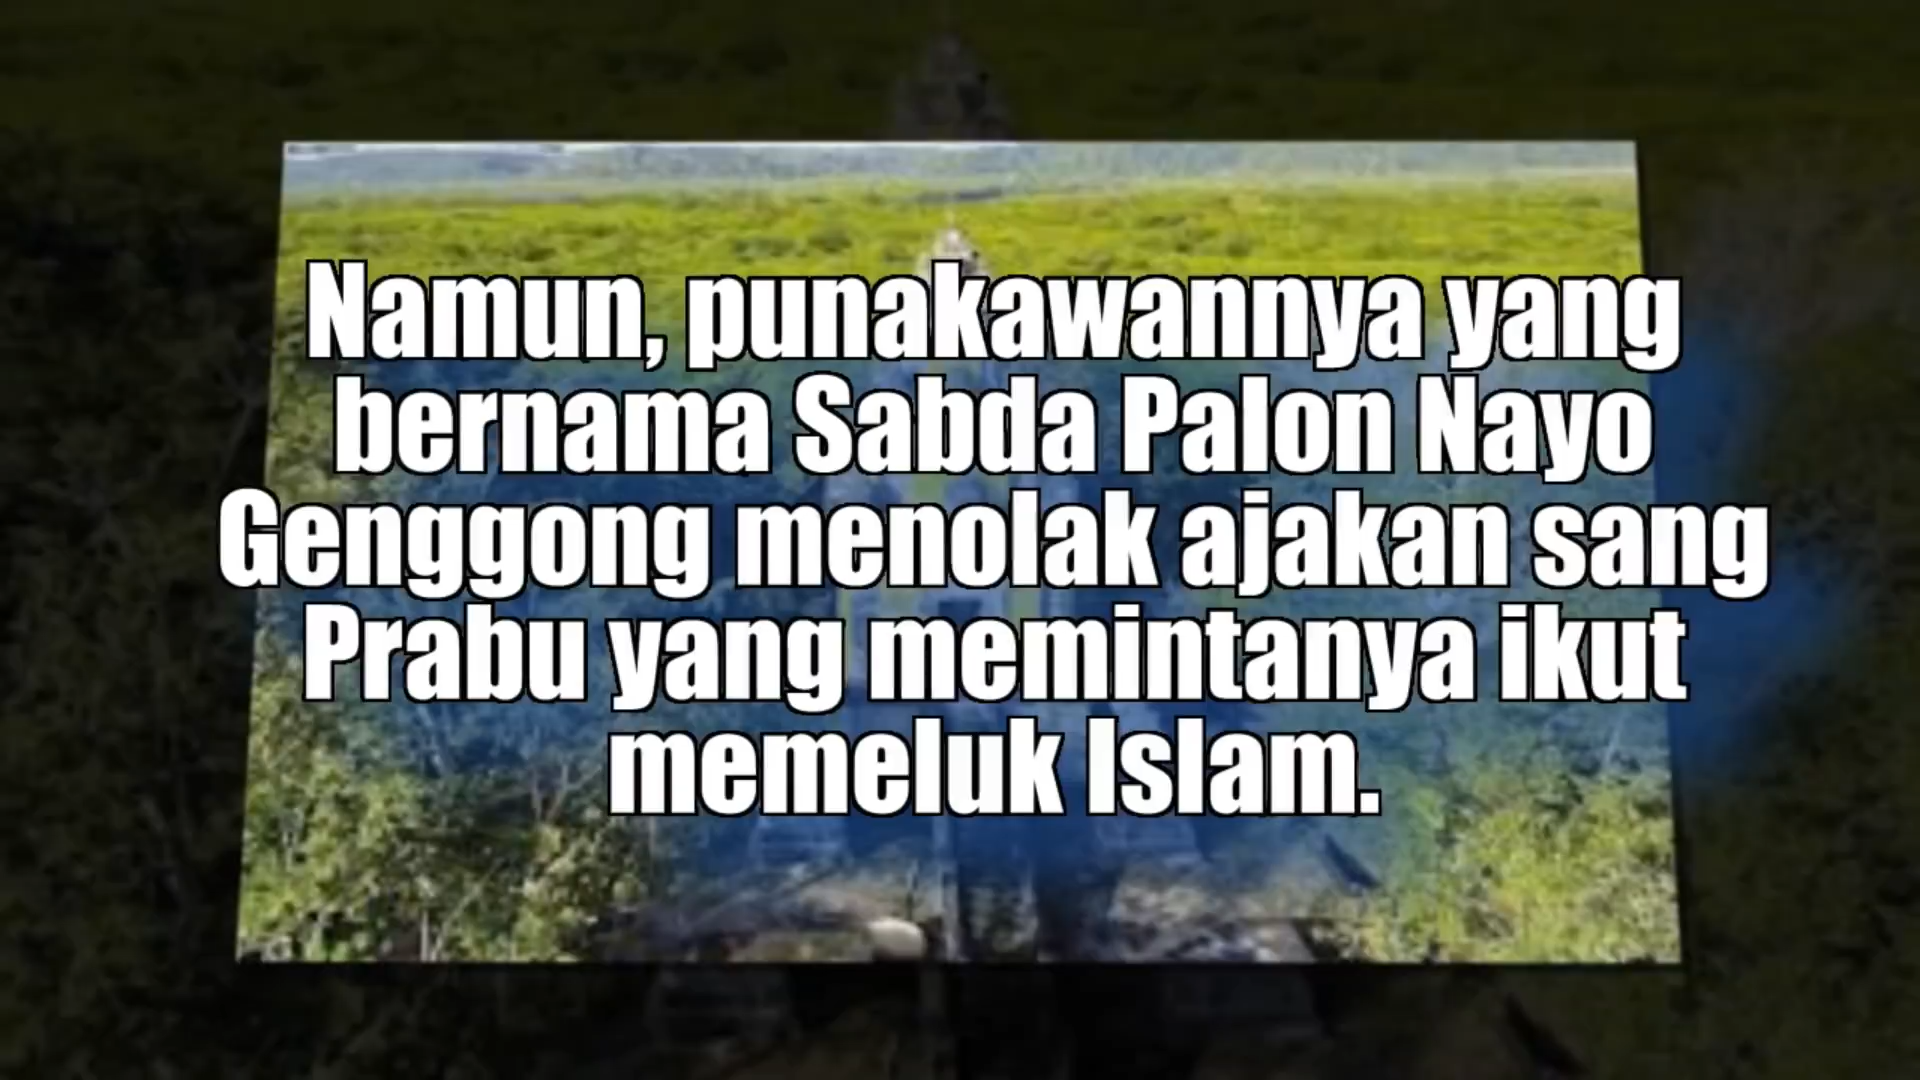 Namun, punakawannya yang
bernama Sabda Palon Nayo
Genggong menolak ajakan sang
Prabu yang memintanya ikut
memeluk Islam.